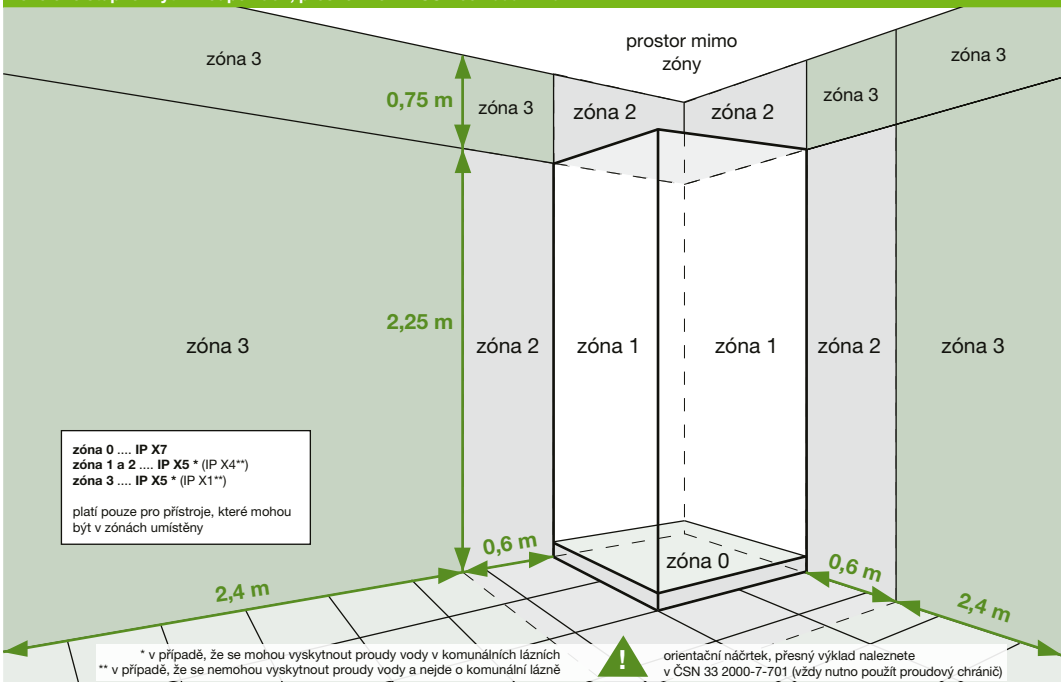 prostor mimo
zóny
zóna 3
zóna 3
0,75 m
zóna 3
zóna 2
zóna 2
zóna 3
2,25 m
zóna 3
zóna 2
zóna 1
zóna 1
zóna 2
zóna 3
zóna 0 .... IP X7
zóna 1 a 2 .... IP X5 * (IP X4**)
zóna 3 .... IP X5 * (IP X1**)
platí pouze pro přístroje, které mohou
být v zónách umístěny
0,6 m
zóna 0
0,6 m
2,4 m
2,4 m
* v případě, že se mohou vyskytnout proudy vody v komunálních lázních
** v případě, že se nemohou vyskytnout proudy vody a nejde o komunální lázně
!
orientační náčrtek, přesný výklad naleznete
v ČSN 33 2000-7-701 (vždy nutno použít proudový chránič)